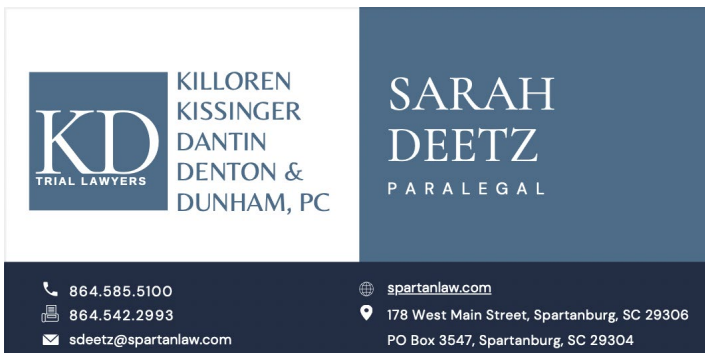 KD
TRIAL LAWYERS
KILLOREN
KISSINGER
DANTIN
DENTON &
DUNHAM, PC
SARAH
DEETZ
PARALEGAL
864.585.5100
864.542.2993
sdeetz@spartanlaw.com
spartanlaw.com
178 West Main Street, Spartanburg, SC 29306
PO Box 3547, Spartanburg, SC 29304